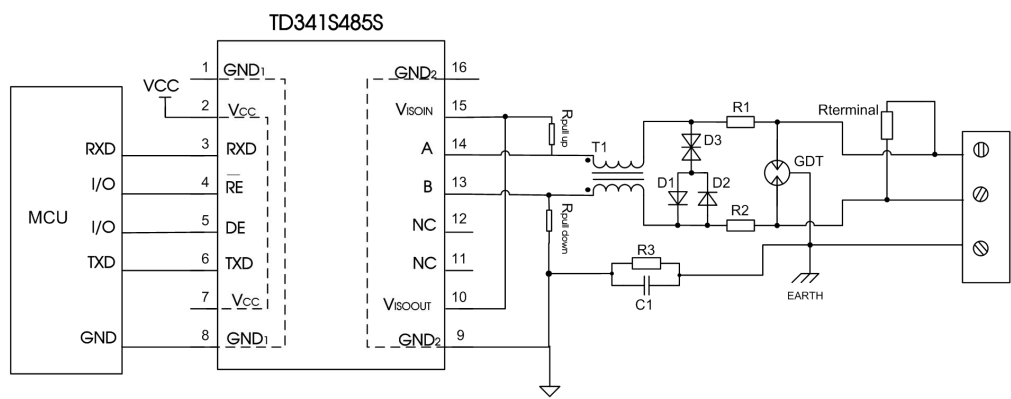 TD341S485S
MCU
RXD
I/O
I/O
TXD
GND
VCC
1
2
3
4
5
6
7
8
GND1
VCC
RXD
RE
DE
TXD
VCC
GND1
GND2
VISOIN
A
B
NC
NC
VISOOUT
GND2
16
15
14
13
12
11
10
9
Rpull up
Rpull down
T1
D3
D1
D2
R1
R2
GDT
R3
C1
EARTH
Rterminal